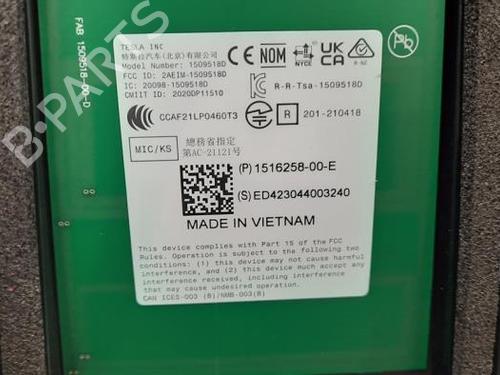 FAB 1509518-00-D
TESLA INC
特斯拉汽车(北京)有限公司
Model Number: 1509518D
FCC ID: 2AEIM-1509518D
IC: 20098-1509518D
CMIIT ID: 2020DP11510
CE NOM NYCE UK CA R-NZ
R-R-Tsa-1509518D
CCAF21LP0460T3
R 201-210418
MIC/KS
總務省指定
第AC-21121号
(P) 1516258-00-E
(S) ED423044003240
MADE IN VIETNAM
This device complies with Part 15 of the FCC
Rules. Operation is subject to the following
two conditions: (1) this device may not cause harmful
interference, and (2) this device must accept
any interference received, including interference
that may cause undesired operation.
CAN ICES-003 (B)/NMB-003(B)
Pb
B-PARTS